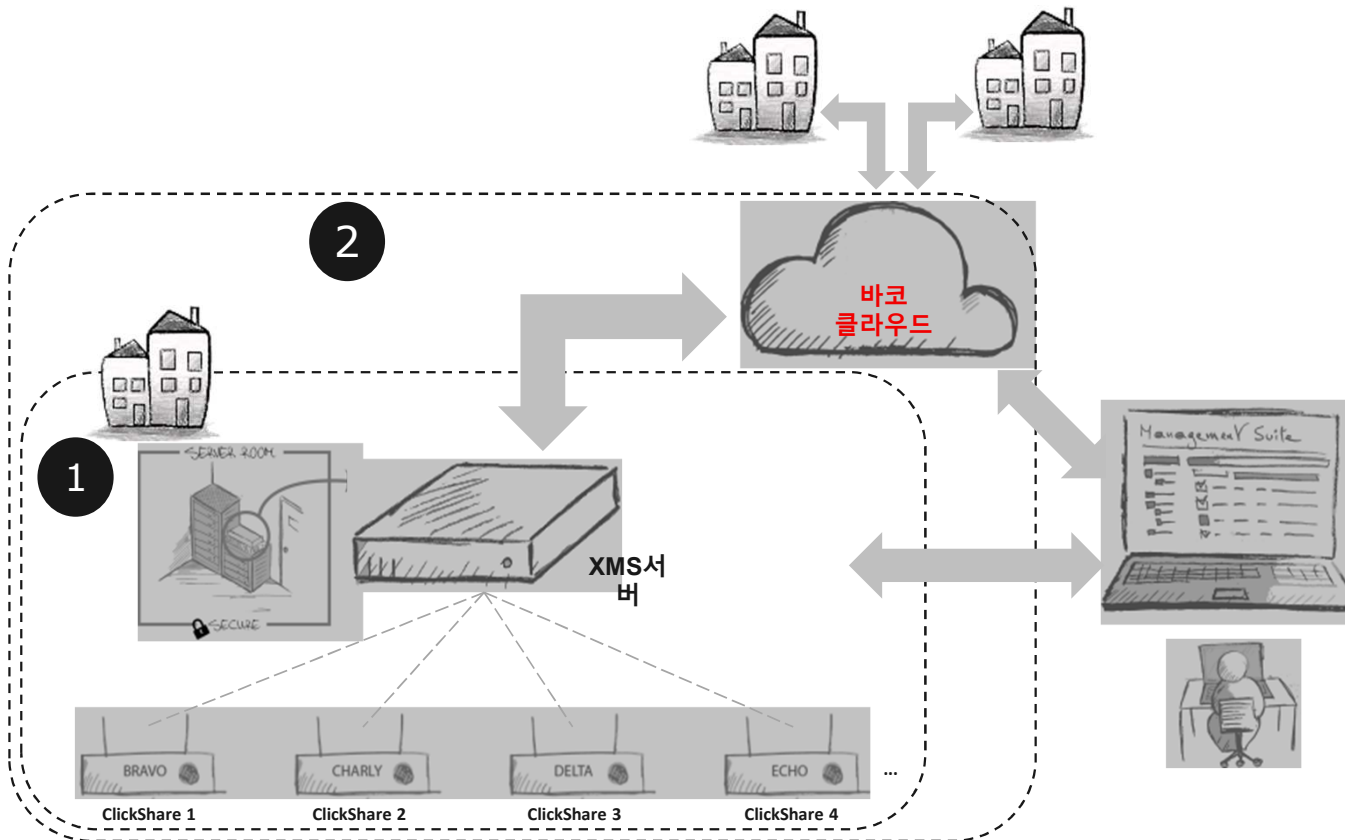 2
바코
클라우드
1
SERVER ROOM
SECURE
XMS서
버
Management Suite
BRAVO
CHARLY
DELTA
ECHO
...
ClickShare 1
ClickShare 2
ClickShare 3
ClickShare 4